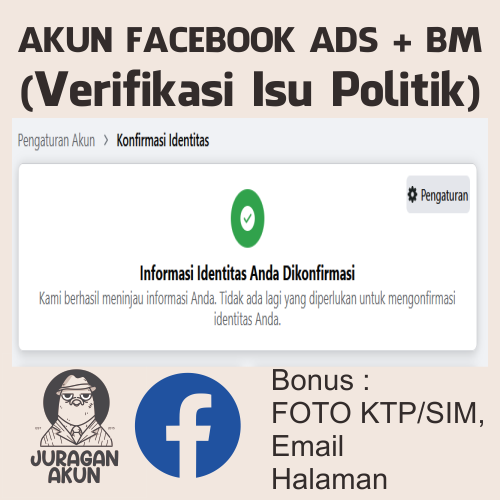 AKUN FACEBOOK ADS + BM
(Verifikasi Isu Politik)
Pengaturan Akun > Konfirmasi Identitas
Pengaturan
Informasi Identitas Anda Dikonfirmasi
Kami berhasil meninjau informasi Anda. Tidak ada lagi yang diperlukan untuk mengonfirmasi
identitas Anda.
JURAGAN
AKUN
f
Bonus :
FOTO KTP/SIM,
Email
Halaman